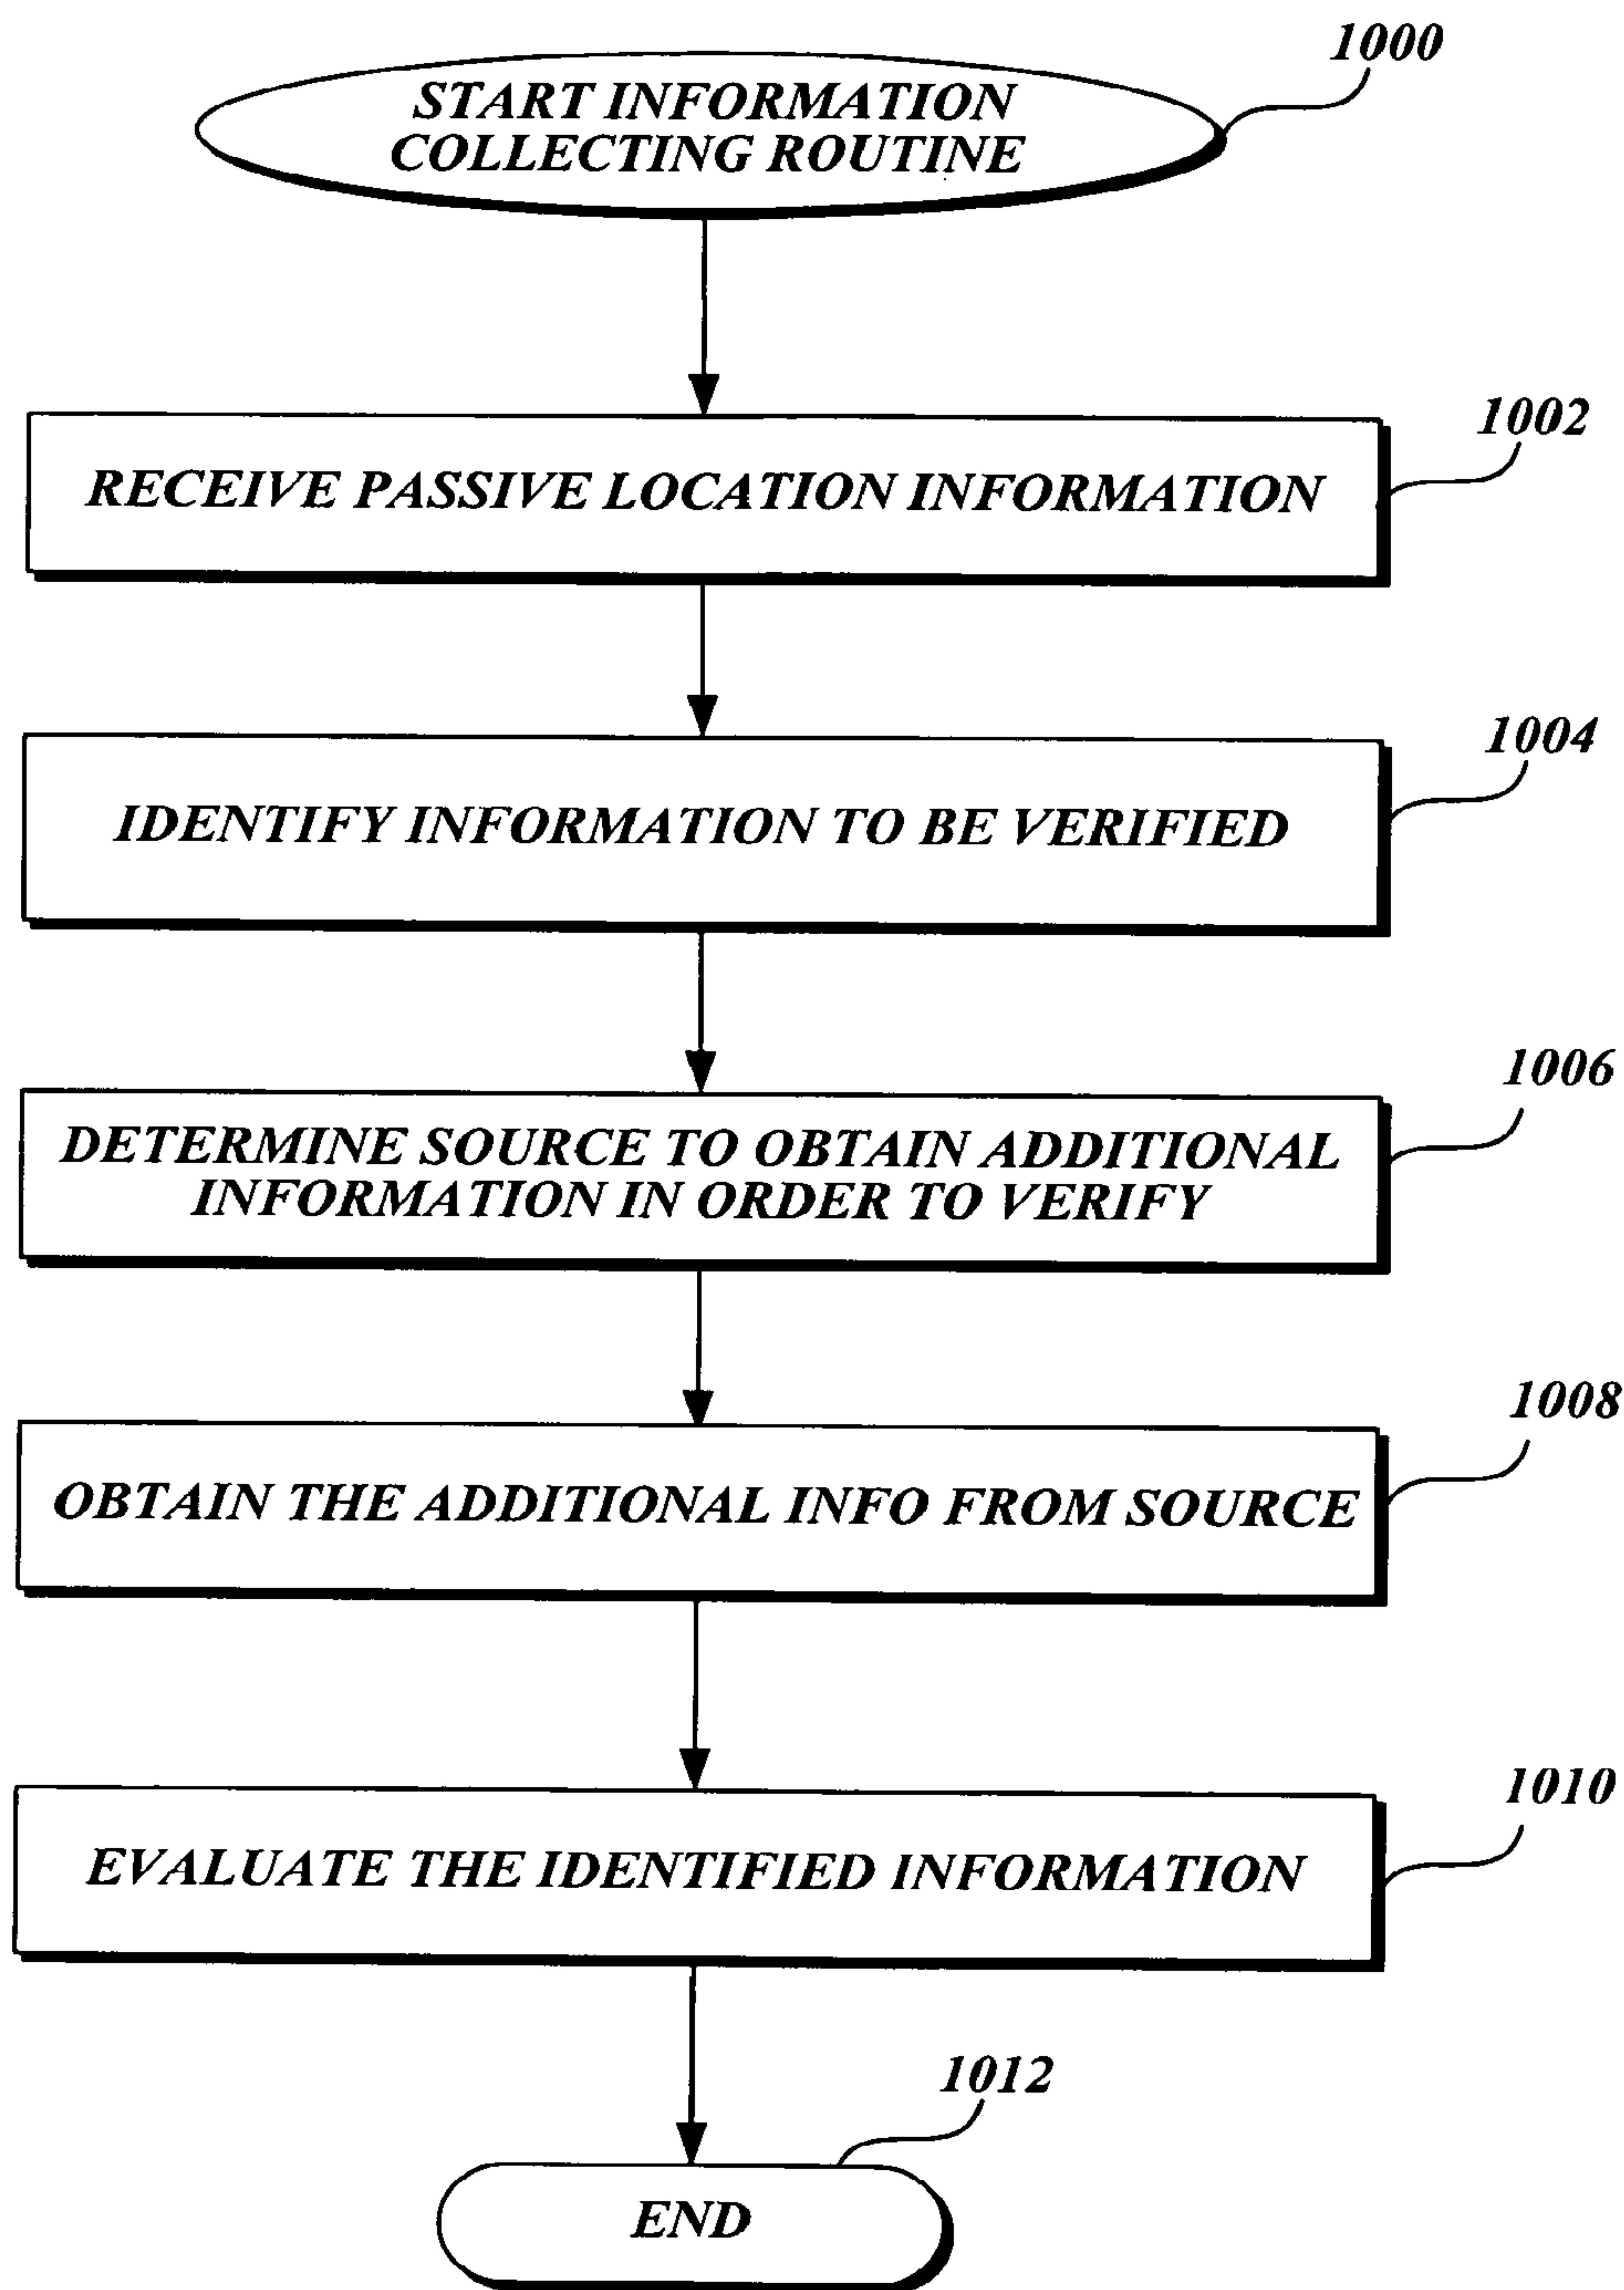 1000
START INFORMATION
COLLECTING ROUTINE
1002
RECEIVE PASSIVE LOCATION INFORMATION
1004
IDENTIFY INFORMATION TO BE VERIFIED
1006
DETERMINE SOURCE TO OBTAIN ADDITIONAL
INFORMATION IN ORDER TO VERIFY
1008
OBTAIN THE ADDITIONAL INFO FROM SOURCE
1010
EVALUATE THE IDENTIFIED INFORMATION
1012
END